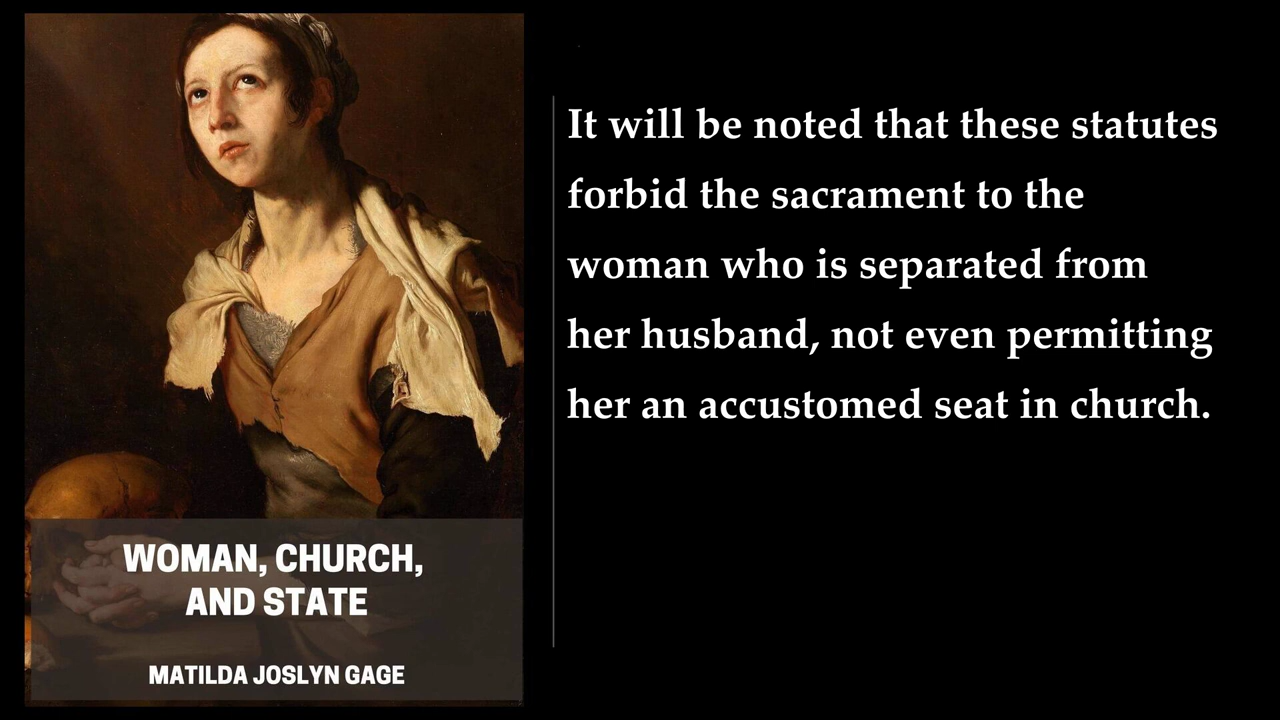 It will be noted that these statutes
forbid the sacrament to the
woman who is separated from
her husband, not even permitting
her an accustomed seat in church.
WOMAN, CHURCH,
AND STATE
MATILDA JOSLYN GAGE